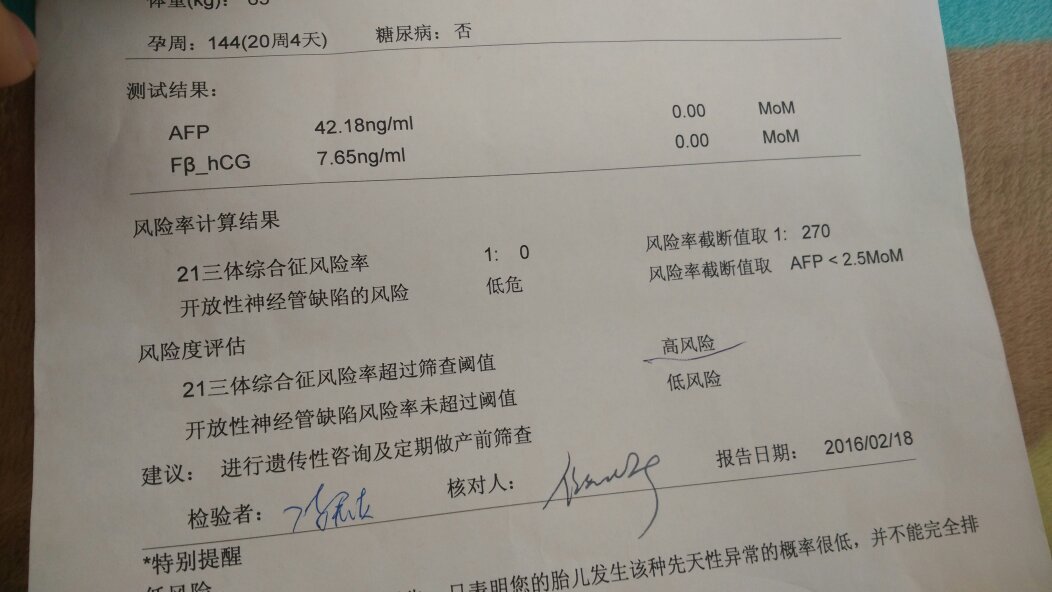 体重(kg)：
孕周：144(20周4天) 糖尿病：否
测试结果：
AFP 42.18ng/ml 0.00 MoM
Fβ_hCG 7.65ng/ml 0.00 MoM
风险率计算结果
21三体综合征风险率 1: 0 风险率截断值取 1: 270
开放性神经管缺陷的风险 低危 风险率截断值取 AFP < 2.5MoM
风险度评估
21三体综合征风险率超过筛查阈值 高风险
开放性神经管缺陷风险率未超过阈值 低风险
建议： 进行遗传性咨询及定期做产前筛查
检验者： 核对人： 报告日期： 2016/02/18
*特别提醒
低风险 只表明您的胎儿发生该种先天性异常的概率很低，并不能完全排